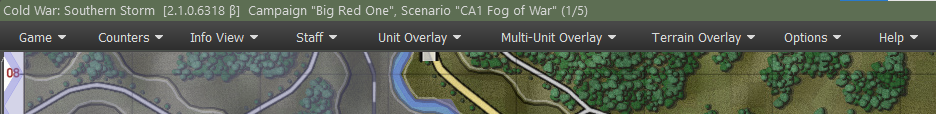 Cold War: Southern Storm [2.1.0.6318 β] Campaign "Big Red One", Scenario "CA1 Fog of War" (1/5)
Game Counters Info View Staff Unit Overlay Multi-Unit Overlay Terrain Overlay Options Help
08